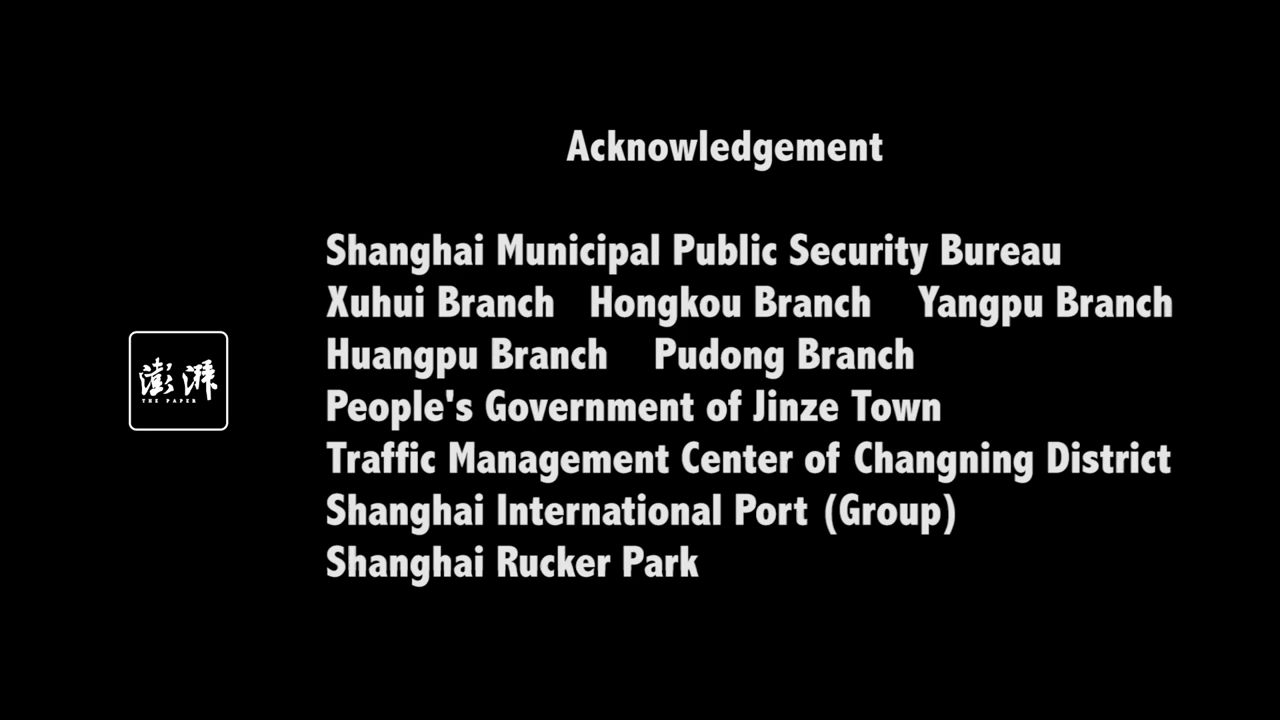 Acknowledgement
Shanghai Municipal Public Security Bureau
Xuhui Branch Hongkou Branch Yangpu Branch
Huangpu Branch Pudong Branch
澎湃
THE PAPER
People's Government of Jinze Town
Traffic Management Center of Changning District
Shanghai International Port (Group)
Shanghai Rucker Park